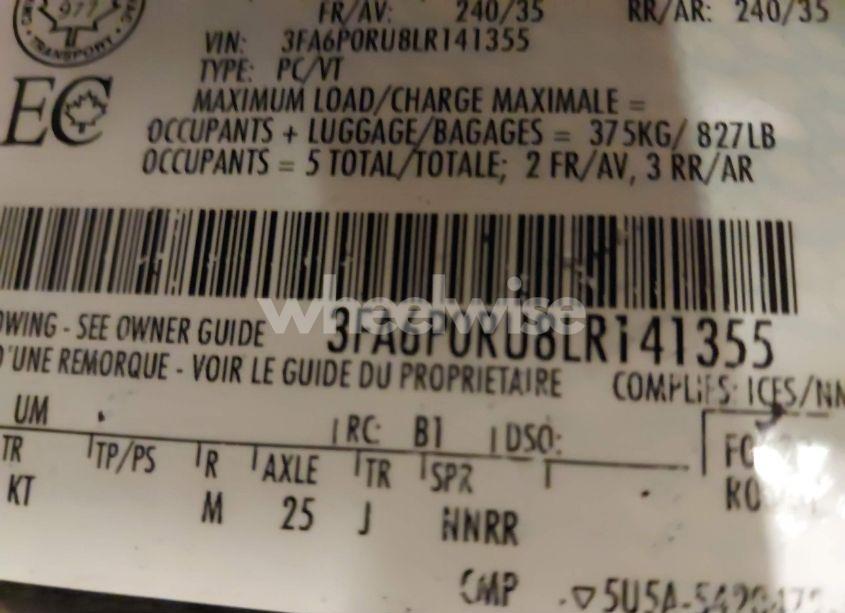 FR/AV: 240/35 RR/AR: 240/35
977
TRANSPORT
VIN: 3FA6P0RU8LR141355
TYPE: PC/VT
EC
MAXIMUM LOAD/CHARGE MAXIMALE =
OCCUPANTS + LUGGAGE/BAGAGES = 375KG/ 827LB
OCCUPANTS = 5 TOTAL/TOTALE; 2 FR/AV, 3 RR/AR
wheelwise
OWING - SEE OWNER GUIDE 3FA6P0RU8LR141355
D'UNE REMORQUE - VOIR LE GUIDE DU PROPRIETAIRE COMPLIES: ICES/NM
UM RC: B1 DSO:
TR TP/PS R AXLE TR SPR
KT M 25 J NNRR
CMP